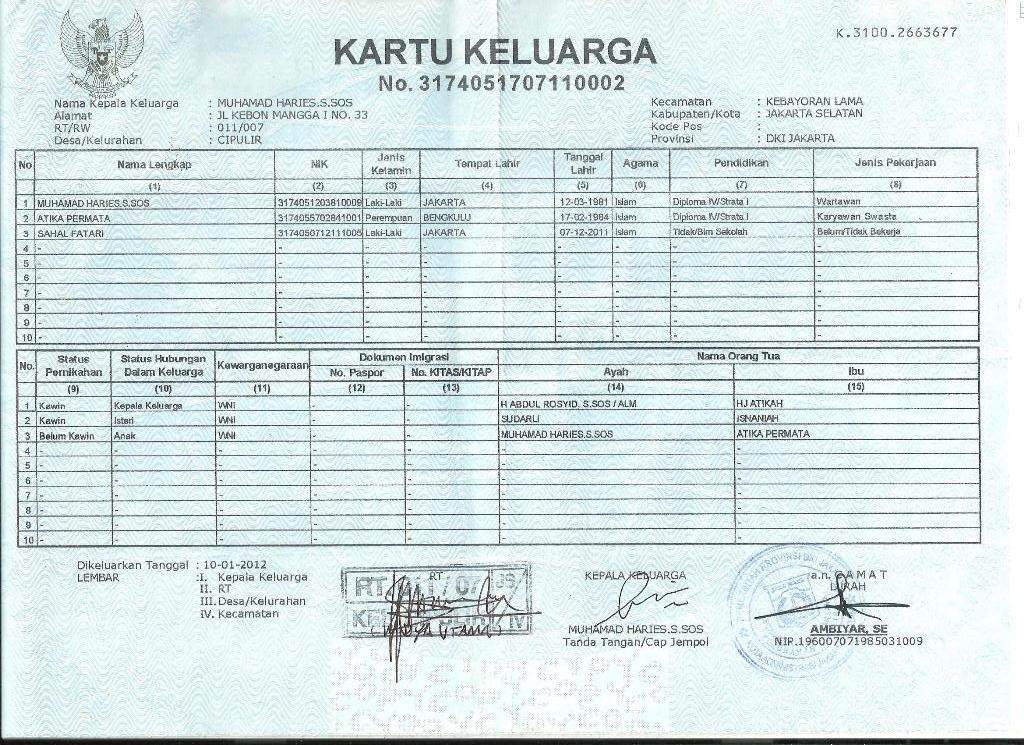 K.3100.2663677
KARTU KELUARGA
No. 3174051707110002
Nama Kepala Keluarga : MUHAMAD HARIES.S.SOS
Alamat : JL KEBON MANGGA I NO. 33
RT/RW : 011/007
Desa/Kelurahan : CIPULIR
Kecamatan : KEBAYORAN LAMA
Kabupaten/Kota : JAKARTA SELATAN
Kode Pos :
Provinsi : DKI JAKARTA
No Nama Lengkap NIK Jenis Kelamin Tempat Lahir Tanggal Lahir Agama Pendidikan Jenis Pekerjaan
(1) (2) (3) (4) (5) (6) (7) (8)
1 MUHAMAD HARIES.S.SOS 3174051203810009 Laki-Laki JAKARTA 12-03-1981 Islam Diploma IV/Strata I Wartawan
2 ATIKA PERMATA 3174055702841001 Perempuan BENGKULU 17-02-1984 Islam Diploma IV/Strata I Karyawan Swasta
3 SAHAL FATARI 3174050712111005 Laki-Laki JAKARTA 07-12-2011 Islam Tidak/Blm Sekolah Belum/Tidak Bekerja
4 - - - - - - - -
5 - - - - - - - -
6 - - - - - - - -
7 - - - - - - - -
8 - - - - - - - -
9 - - - - - - - -
10 - - - - - - - -
No. Status Pernikahan Status Hubungan Dalam Keluarga Kewarganegaraan Dokumen Imigrasi Nama Orang Tua
No. Paspor No. KITAS/KITAP Ayah Ibu
(9) (10) (11) (12) (13) (14) (15)
1 Kawin Kepala Keluarga WNI - - H ABDUL ROSYID. S.SOS / ALM HJ ATIKAH
2 Kawin Isteri WNI - - SUDARLI ISNANIAH
3 Belum Kawin Anak WNI - - MUHAMAD HARIES.S.SOS ATIKA PERMATA
4 - - - - - - -
5 - - - - - - -
6 - - - - - - -
7 - - - - - - -
8 - - - - - - -
9 - - - - - - -
10 - - - - - - -
Dikeluarkan Tanggal : 10-01-2012
LEMBAR :I. Kepala Keluarga
II. RT
III. Desa/Kelurahan
IV. Kecamatan
RT
KEPALA KELUARGA
MUHAMAD HARIES.S.SOS
Tanda Tangan/Cap Jempol
a.n. CAMAT
AMBIYAR, SE
NIP.196007071985031009